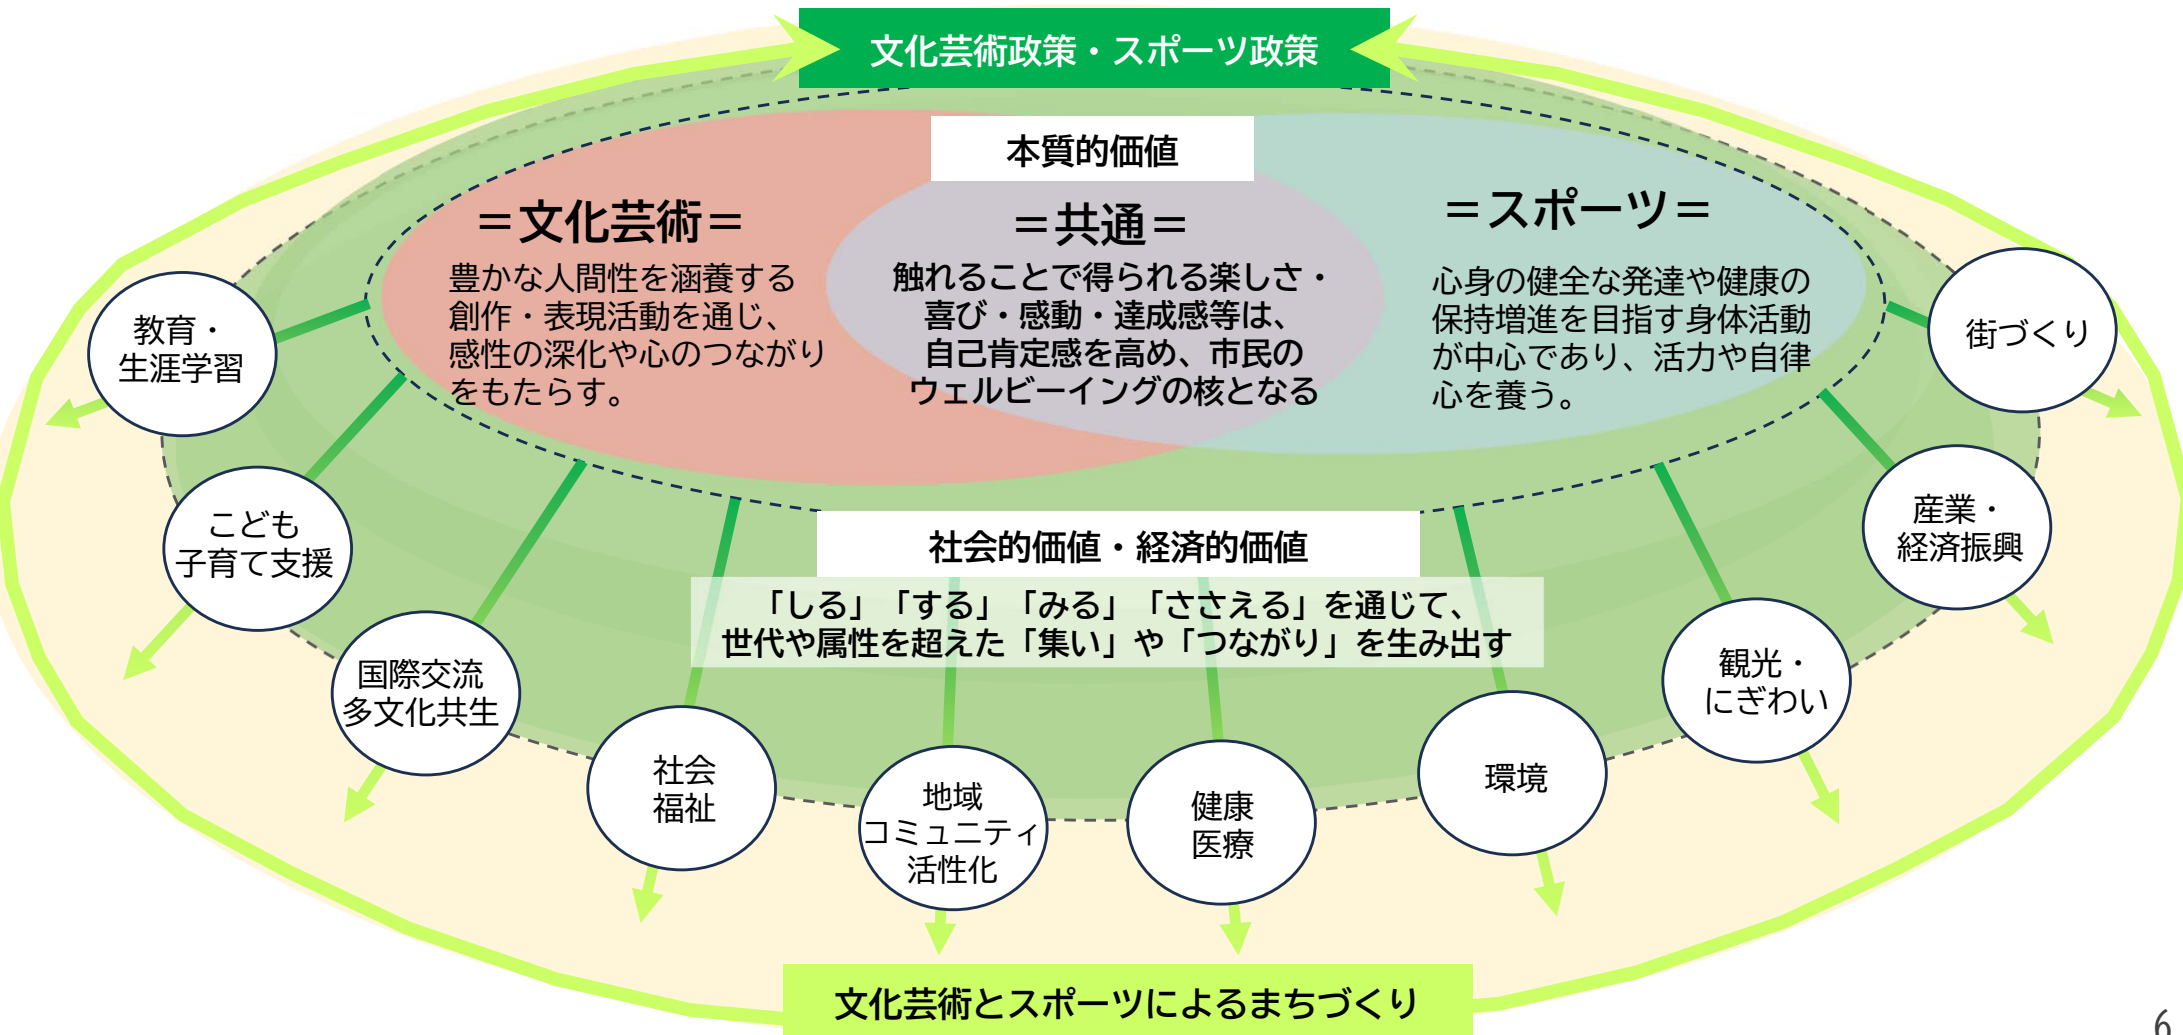 文化芸術政策・スポーツ政策
本質的価値
＝文化芸術＝
豊かな人間性を涵養する
創作・表現活動を通じ、
感性の深化や心のつながり
をもたらす。
＝共通＝
触れることで得られる楽しさ・
喜び・感動・達成感等は、
自己肯定感を高め、市民の
ウェルビーイングの核となる
＝スポーツ＝
心身の健全な発達や健康の
保持増進を目指す身体活動
が中心であり、活力や自律
心を養う。
社会的価値・経済的価値
「しる」「する」「みる」「ささえる」を通じて、
世代や属性を超えた「集い」や「つながり」を生み出す
教育・
生涯学習
こども
子育て支援
国際交流
多文化共生
社会
福祉
地域
コミュニティ
活性化
健康
医療
環境
観光・
にぎわい
産業・
経済振興
街づくり
文化芸術とスポーツによるまちづくり
6